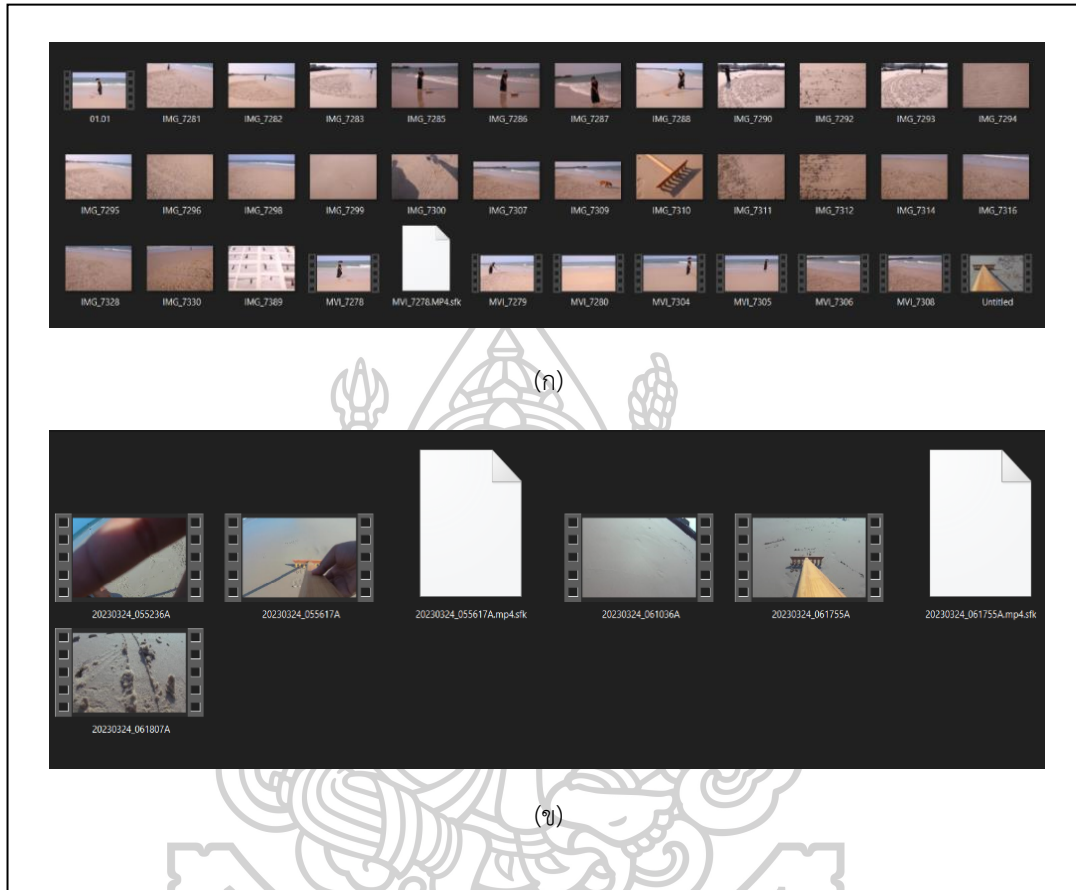 01.01 IMG_7281 IMG_7282 IMG_7283 IMG_7285 IMG_7286 IMG_7287 IMG_7288 IMG_7290 IMG_7292 IMG_7293 IMG_7294
IMG_7295 IMG_7296 IMG_7298 IMG_7299 IMG_7300 IMG_7307 IMG_7309 IMG_7310 IMG_7311 IMG_7312 IMG_7314 IMG_7316
IMG_7328 IMG_7330 IMG_7389 MVI_7278 MVI_7278.MP4.sfk MVI_7279 MVI_7280 MVI_7304 MVI_7305 MVI_7306 MVI_7308 Untitled
(ก)
20230324_055236A 20230324_055617A 20230324_055617A.mp4.sfk 20230324_061036A 20230324_061755A 20230324_061755A.mp4.sfk
20230324_061807A
(ข)